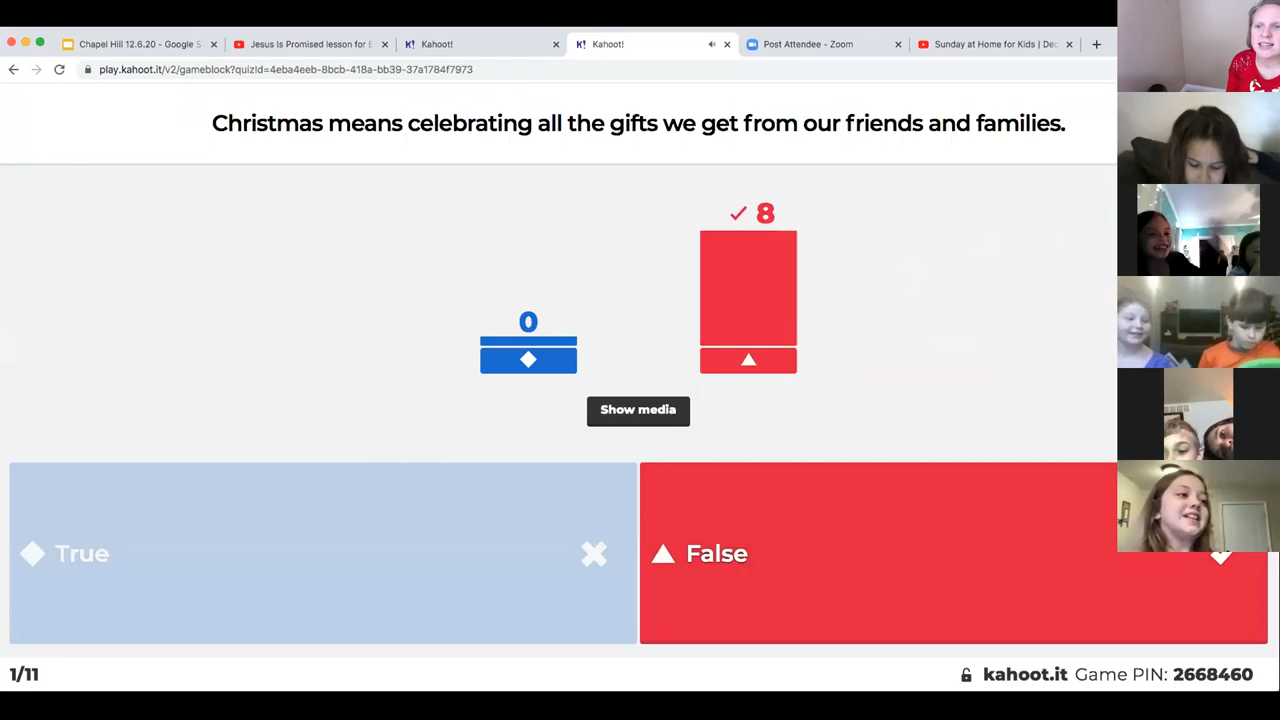 Chapel Hill 12.6.20 - Google S
Jesus Is Promised lesson for E
K! Kahoot!
K! Kahoot!
Post Attendee - Zoom
Sunday at Home for Kids | Dec
play.kahoot.it/v2/gameblock?quizId=4eba4eeb-8bcb-418a-bb39-37a1784f7973
Christmas means celebrating all the gifts we get from our friends and families.
8
0
Show media
True
False
1/11
kahoot.it Game PIN: 2668460